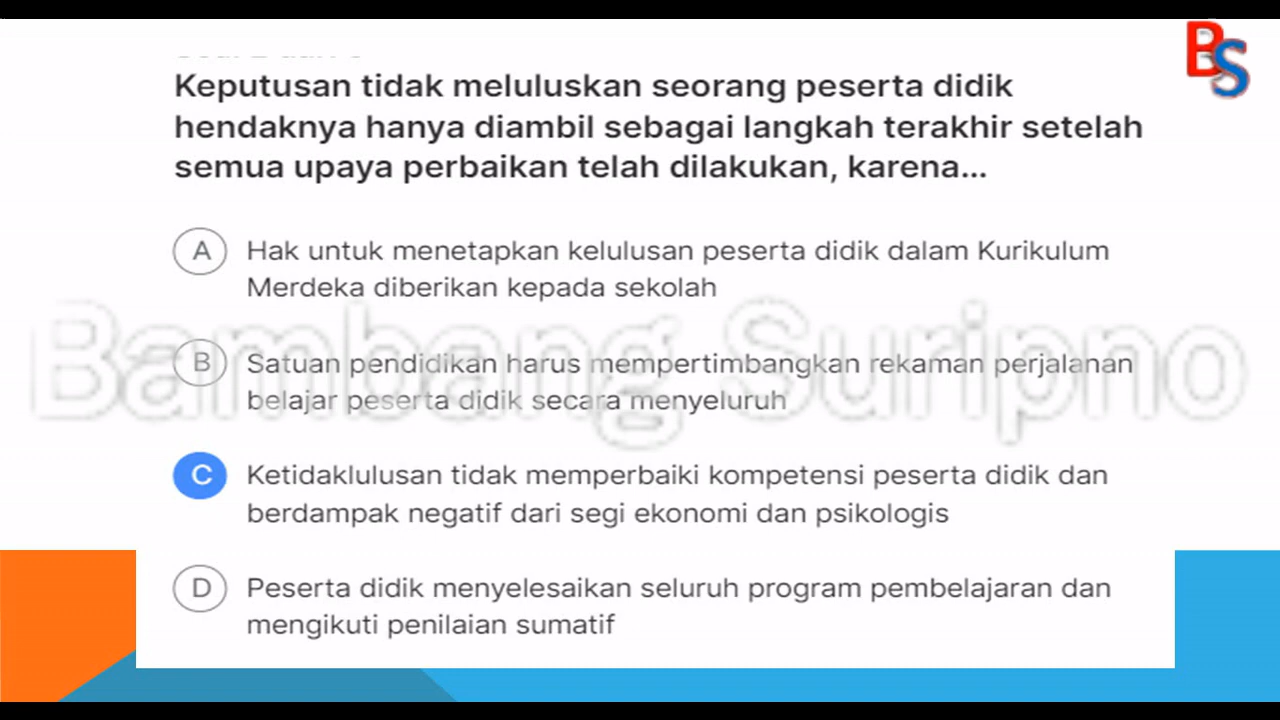 BS
Keputusan tidak meluluskan seorang peserta didik
hendaknya hanya diambil sebagai langkah terakhir setelah
semua upaya perbaikan telah dilakukan, karena...
A Hak untuk menetapkan kelulusan peserta didik dalam Kurikulum
Merdeka diberikan kepada sekolah
Bambang Suripno
B Satuan pendidikan harus mempertimbangkan rekaman perjalanan
belajar peserta didik secara menyeluruh
C Ketidaklulusan tidak memperbaiki kompetensi peserta didik dan
berdampak negatif dari segi ekonomi dan psikologis
D Peserta didik menyelesaikan seluruh program pembelajaran dan
mengikuti penilaian sumatif